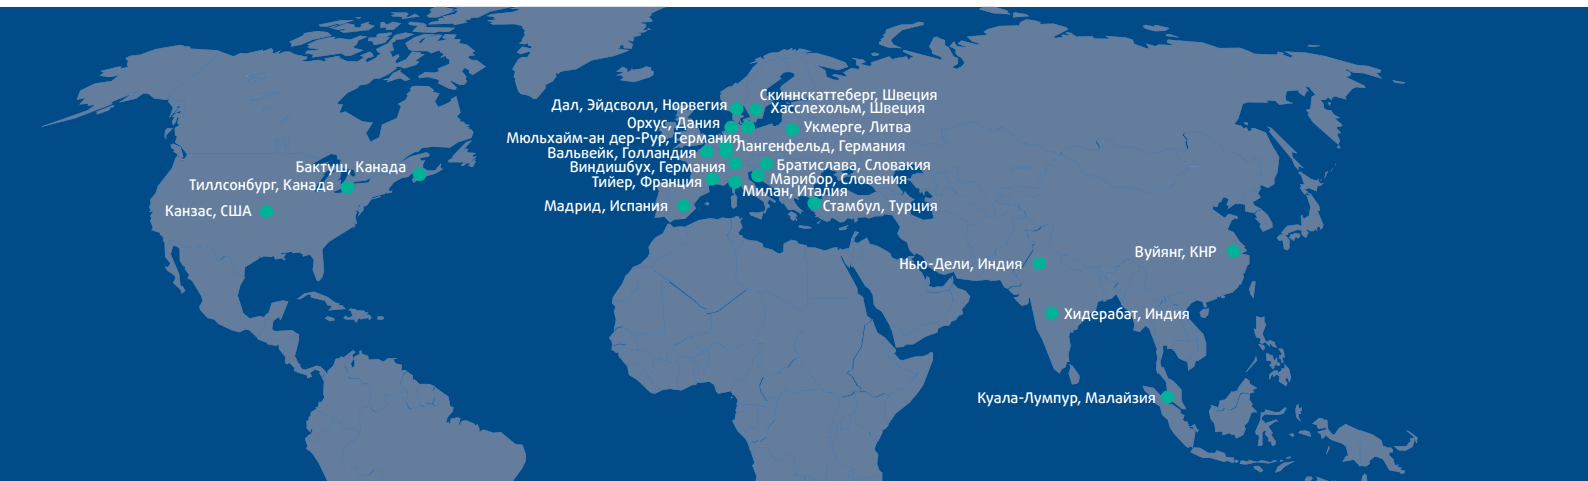 Скиннскаттеберг, Швеция
Дал, Эйдсволл, Норвегия
Хасслехольм, Швеция
Орхус, Дания
Укмерге, Литва
Мюльхайм-ан дер-Рур, Германия
Лангенфельд, Германия
Вальвейк, Голландия
Братислава, Словакия
Виндишбух, Германия
Бактуш, Канада
Марибор, Словения
Тийер, Франция
Тиллсонбург, Канада
Милан, Италия
Мадрид, Испания
Стамбул, Турция
Канзас, США
Вуйянг, КНР
Нью-Дели, Индия
Хидерабат, Индия
Куала-Лумпур, Малайзия